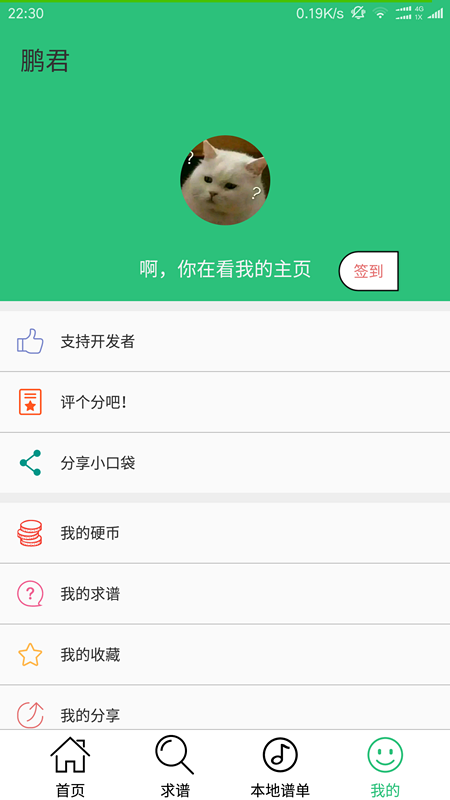 22:30 0.19K/s 4G 1X
鹏君
? ?
啊，你在看我的主页
签到
支持开发者
评个分吧!
分享小口袋
我的硬币
?
我的求谱
我的收藏
我的分享
首页 求谱 本地谱单 我的